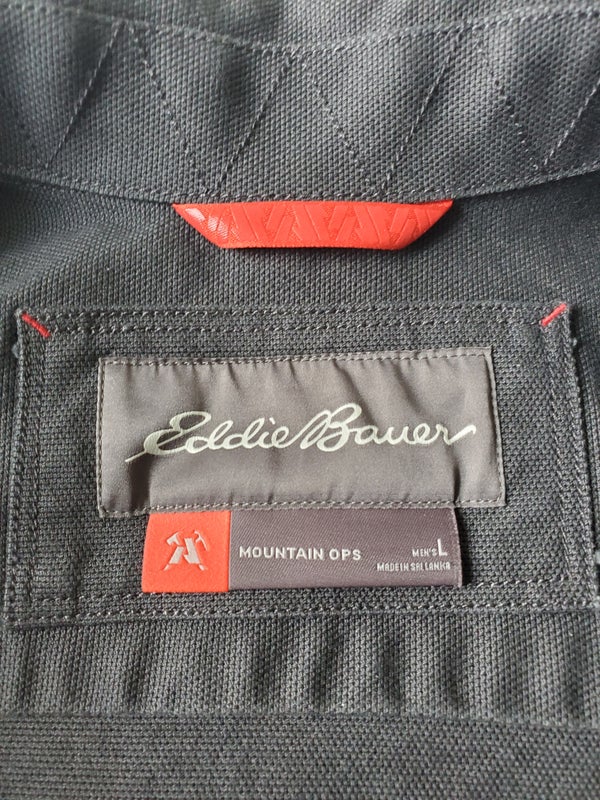 Eddie Bauer
MOUNTAIN OPS
MEN'S L
MADE IN SRI LANKA